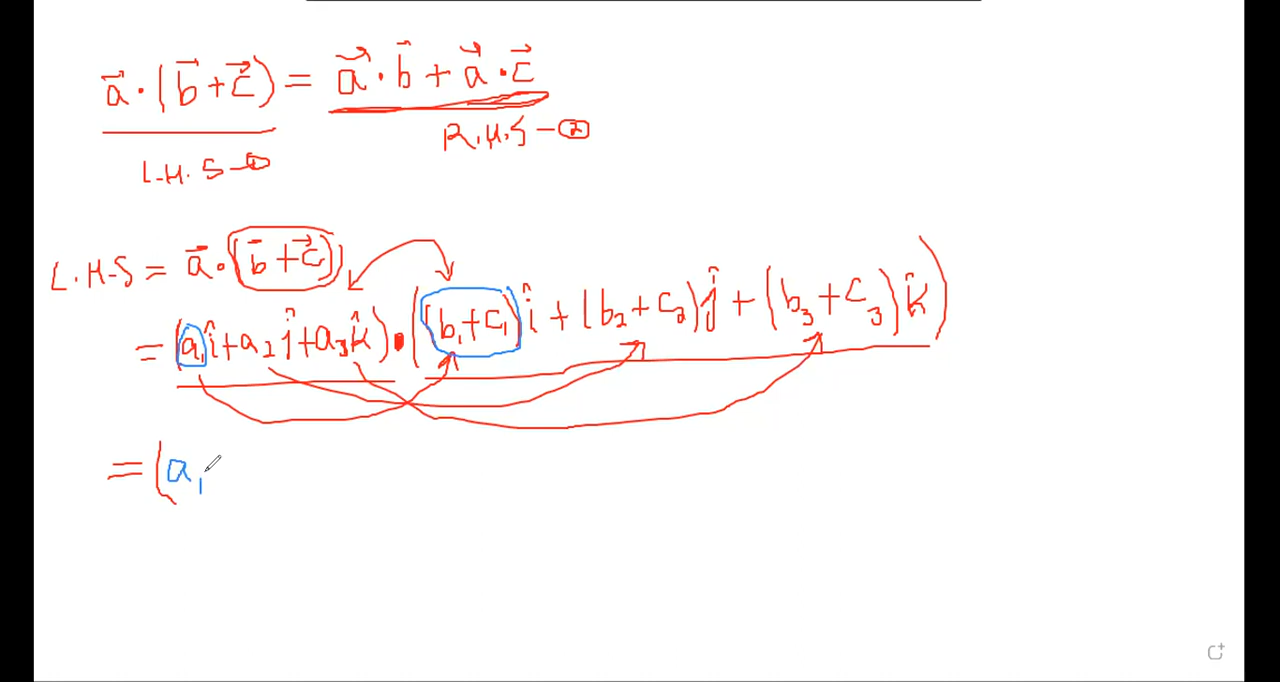 a⃗·(b⃗+c⃗) = a⃗·b⃗ + a⃗·c⃗
L.H.S-① R.H.S-②
L.H.S = a⃗·(b⃗+c⃗)
= (a₁î+a₂ĵ+a₃k̂)·((b₁+c₁)î+(b₂+c₂)ĵ+(b₃+c₃)k̂)
= (a₁